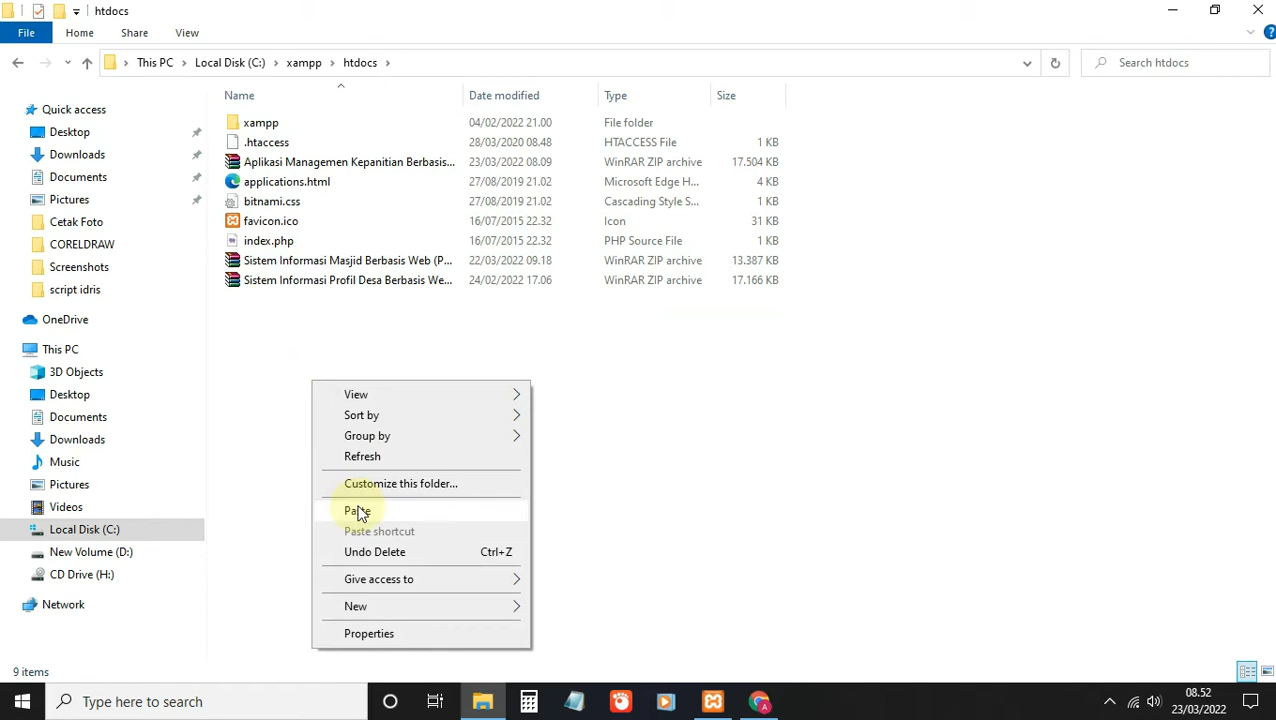 htdocs
File
Home
Share
View
This PC
Local Disk (C:)
xampp
htdocs
Search htdocs
Name
Date modified
Type
Size
Quick access
Desktop
Downloads
Documents
Pictures
Cetak Foto
CORELDRAW
Screenshots
script idris
OneDrive
This PC
3D Objects
Desktop
Documents
Downloads
Music
Pictures
Videos
Local Disk (C:)
New Volume (D:)
CD Drive (H:)
Network
xampp 04/02/2022 21.00 File folder
.htaccess 28/03/2020 08.48 HTACCESS File 1 KB
Aplikasi Managemen Kepanitian Berbasis... 23/03/2022 08.09 WinRAR ZIP archive 17.504 KB
applications.html 27/08/2019 21.02 Microsoft Edge H... 4 KB
bitnami.css 27/08/2019 21.02 Cascading Style S... 1 KB
favicon.ico 16/07/2015 22.32 Icon 31 KB
index.php 16/07/2015 22.32 PHP Source File 1 KB
Sistem Informasi Masjid Berbasis Web (P... 22/03/2022 09.18 WinRAR ZIP archive 13.387 KB
Sistem Informasi Profil Desa Berbasis We... 24/02/2022 17.06 WinRAR ZIP archive 17.166 KB
View
Sort by
Group by
Refresh
Customize this folder...
Paste
Paste shortcut
Undo Delete Ctrl+Z
Give access to
New
Properties
9 items
Type here to search
08.52
23/03/2022